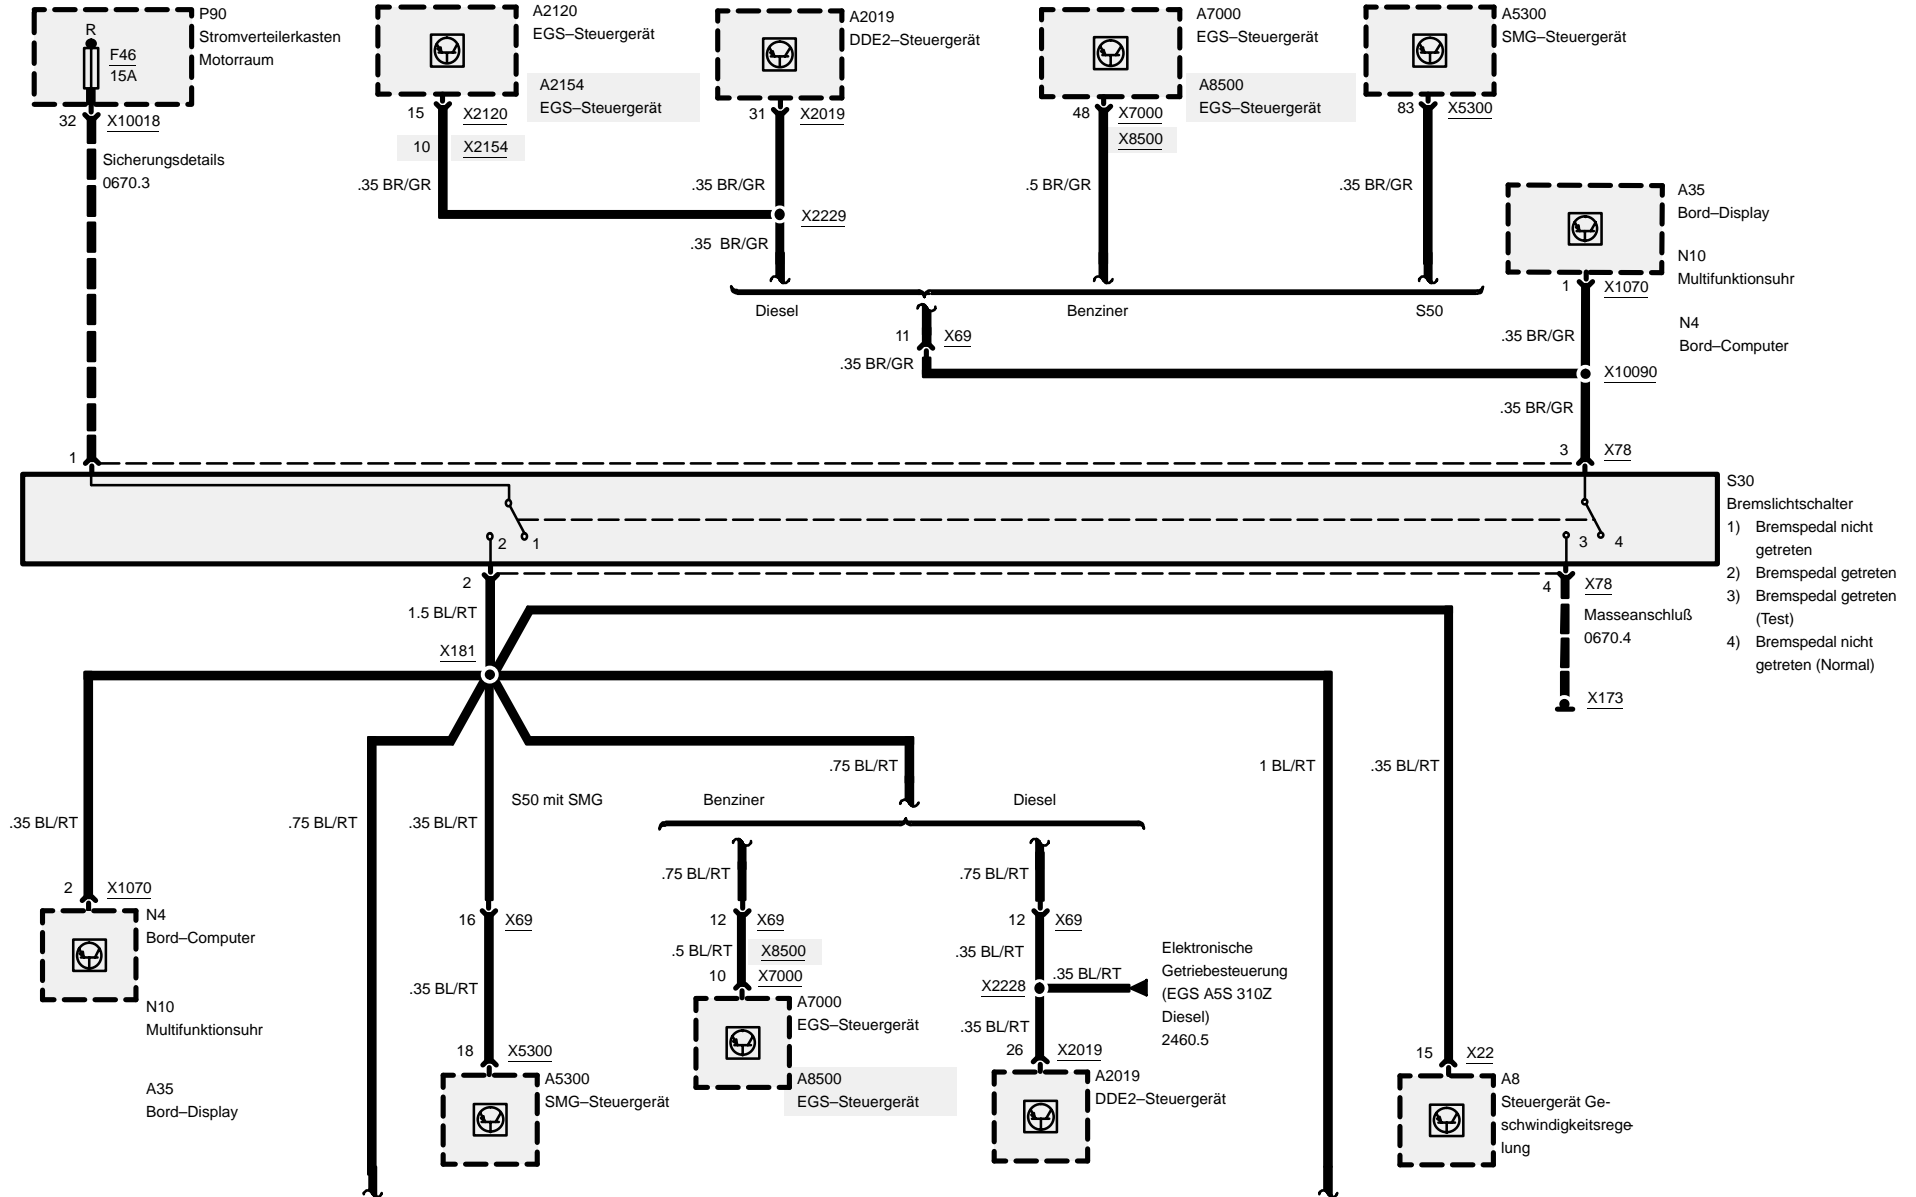 P90
Stromverteilerkasten
Motorraum
R
F46
15A
32 X10018
Sicherungsdetails
0670.3
A2120
EGS–Steuergerät
A2154
EGS–Steuergerät
15 X2120
10 X2154
.35 BR/GR
A2019
DDE2–Steuergerät
31 X2019
.35 BR/GR
X2229
.35 BR/GR
A7000
EGS–Steuergerät
A8500
EGS–Steuergerät
48 X7000
X8500
.5 BR/GR
A5300
SMG–Steuergerät
83 X5300
.35 BR/GR
Diesel
Benziner
S50
A35
Bord–Display
N10
Multifunktionsuhr
N4
Bord–Computer
1 X1070
.35 BR/GR
11 X69
.35 BR/GR
X10090
.35 BR/GR
1
3 X78
S30
Bremslichtschalter
1) Bremspedal nicht
getreten
2) Bremspedal getreten
3) Bremspedal getreten
(Test)
4) Bremspedal nicht
getreten (Normal)
2 1
3 4
2
4 X78
1.5 BL/RT
Masseanschluß
0670.4
X173
X181
.75 BL/RT
1 BL/RT
.35 BL/RT
.35 BL/RT
.75 BL/RT
.35 BL/RT
S50 mit SMG
Benziner
Diesel
2 X1070
N4
Bord–Computer
N10
Multifunktionsuhr
A35
Bord–Display
16 X69
.35 BL/RT
18 X5300
A5300
SMG–Steuergerät
.75 BL/RT
12 X69
.5 BL/RT
X8500
10 X7000
A7000
EGS–Steuergerät
A8500
EGS–Steuergerät
.75 BL/RT
12 X69
.35 BL/RT
X2228
.35 BL/RT
Elektronische
Getriebesteuerung
(EGS A5S 310Z
Diesel)
2460.5
.35 BL/RT
26 X2019
A2019
DDE2–Steuergerät
15 X22
A8
Steuergerät Ge-
schwindigkeitsrege-
lung